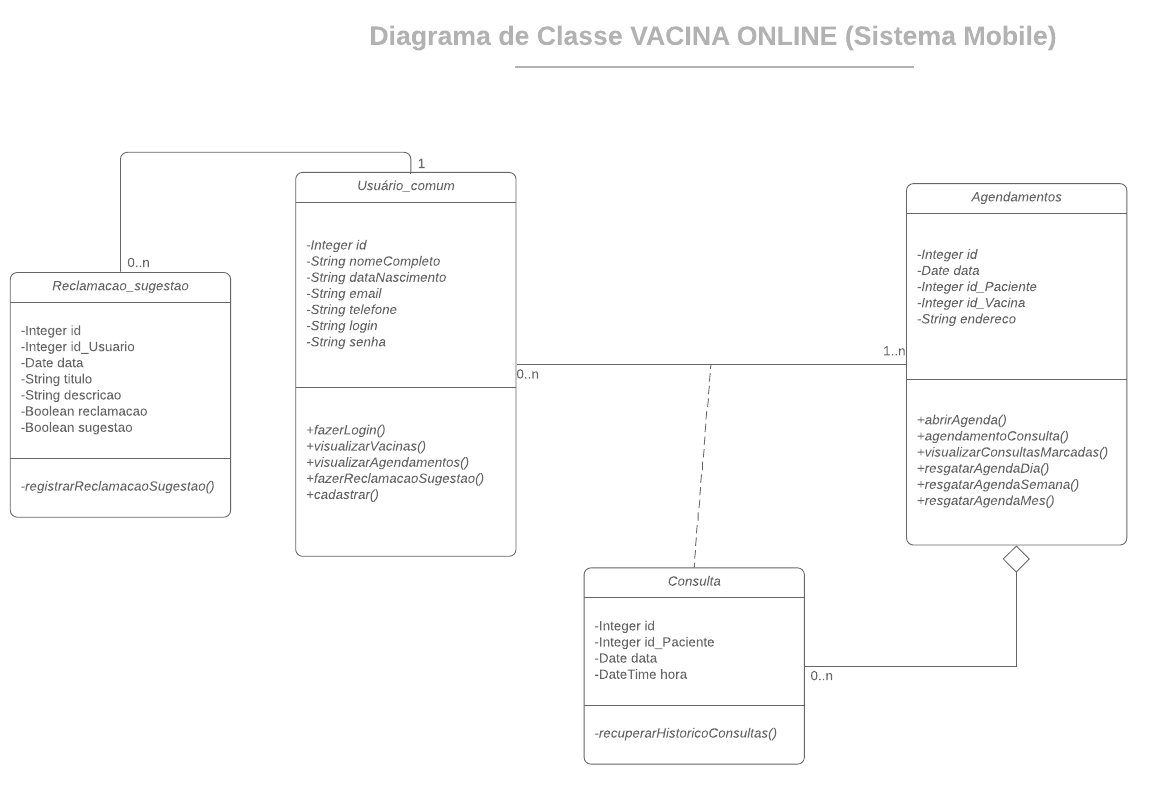 Diagrama de Classe VACINA ONLINE (Sistema Mobile)
1
0..n
Reclamacao_sugestao
-Integer id
-Integer id_Usuario
-Date data
-String titulo
-String descricao
-Boolean reclamacao
-Boolean sugestao
-registrarReclamacaoSugestao()
Usuário_comum
-Integer id
-String nomeCompleto
-String dataNascimento
-String email
-String telefone
-String login
-String senha
+fazerLogin()
+visualizarVacinas()
+visualizarAgendamentos()
+fazerReclamacaoSugestao()
+cadastrar()
0..n
1..n
Agendamentos
-Integer id
-Date data
-Integer id_Paciente
-Integer id_Vacina
-String endereco
+abrirAgenda()
+agendamentoConsulta()
+visualizarConsultasMarcadas()
+resgatarAgendaDia()
+resgatarAgendaSemana()
+resgatarAgendaMes()
Consulta
-Integer id
-Integer id_Paciente
-Date data
-DateTime hora
-recuperarHistoricoConsultas()
0..n